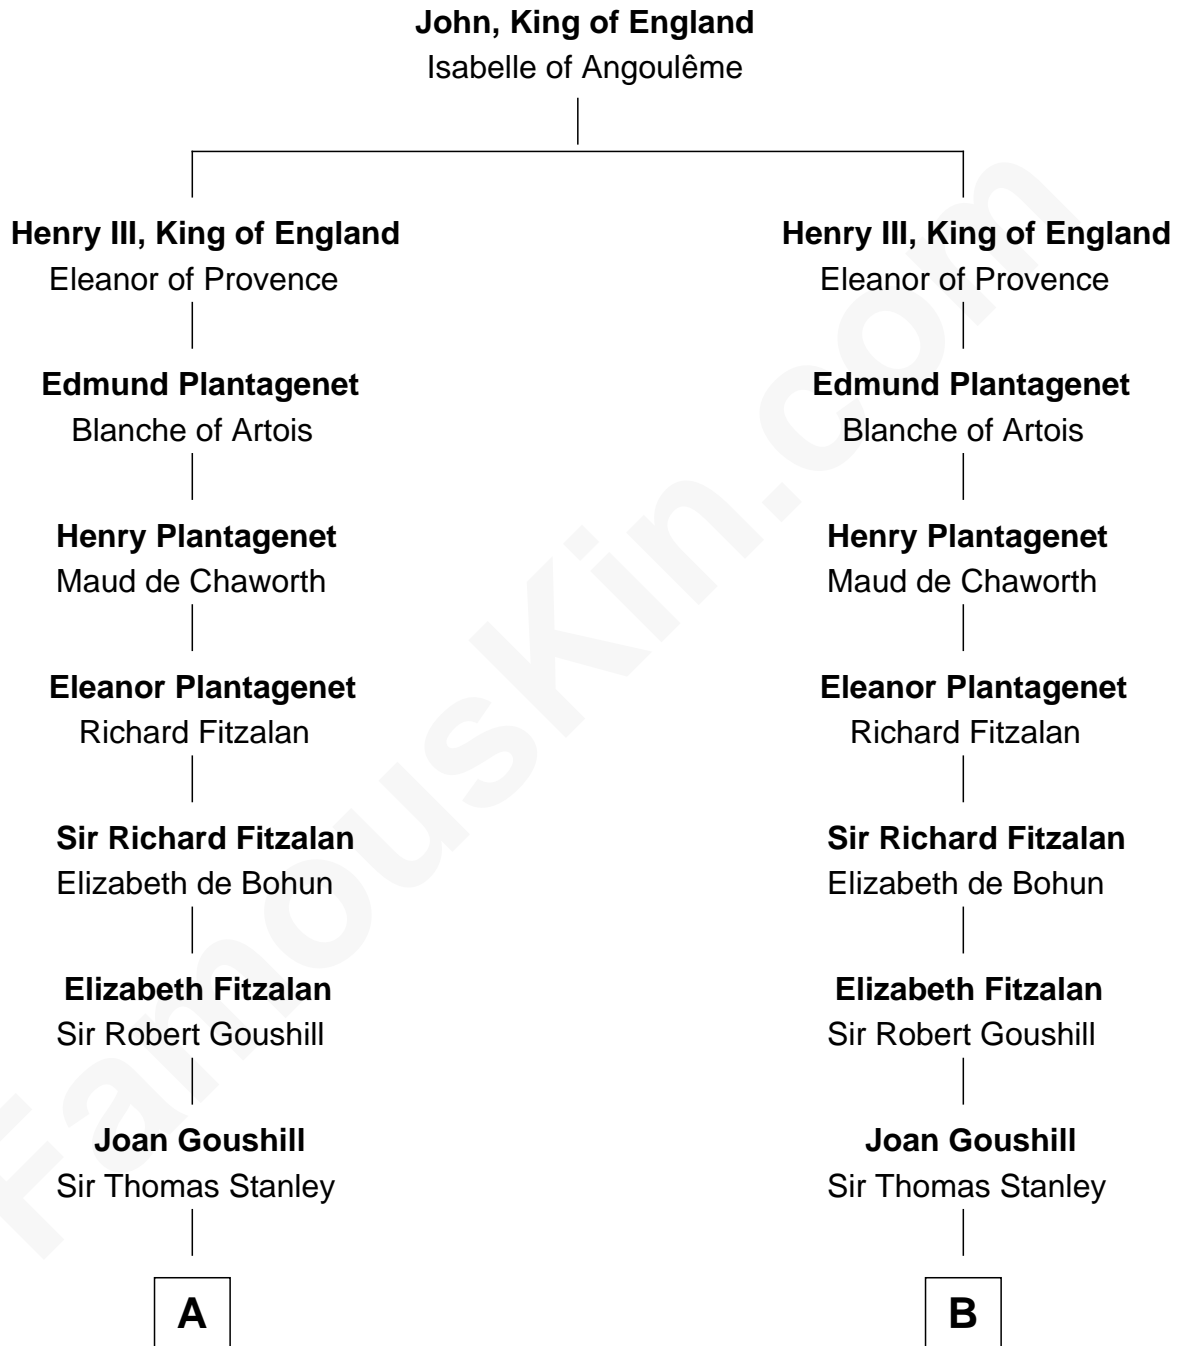 John, King of England
Isabelle of Angoulême
Henry III, King of England
Eleanor of Provence
Edmund Plantagenet
Blanche of Artois
Henry Plantagenet
Maud de Chaworth
Eleanor Plantagenet
Richard Fitzalan
Sir Richard Fitzalan
Elizabeth de Bohun
Elizabeth Fitzalan
Sir Robert Goushill
Joan Goushill
Sir Thomas Stanley
A
Henry III, King of England
Eleanor of Provence
Edmund Plantagenet
Blanche of Artois
Henry Plantagenet
Maud de Chaworth
Eleanor Plantagenet
Richard Fitzalan
Sir Richard Fitzalan
Elizabeth de Bohun
Elizabeth Fitzalan
Sir Robert Goushill
Joan Goushill
Sir Thomas Stanley
B
FamousKin.com